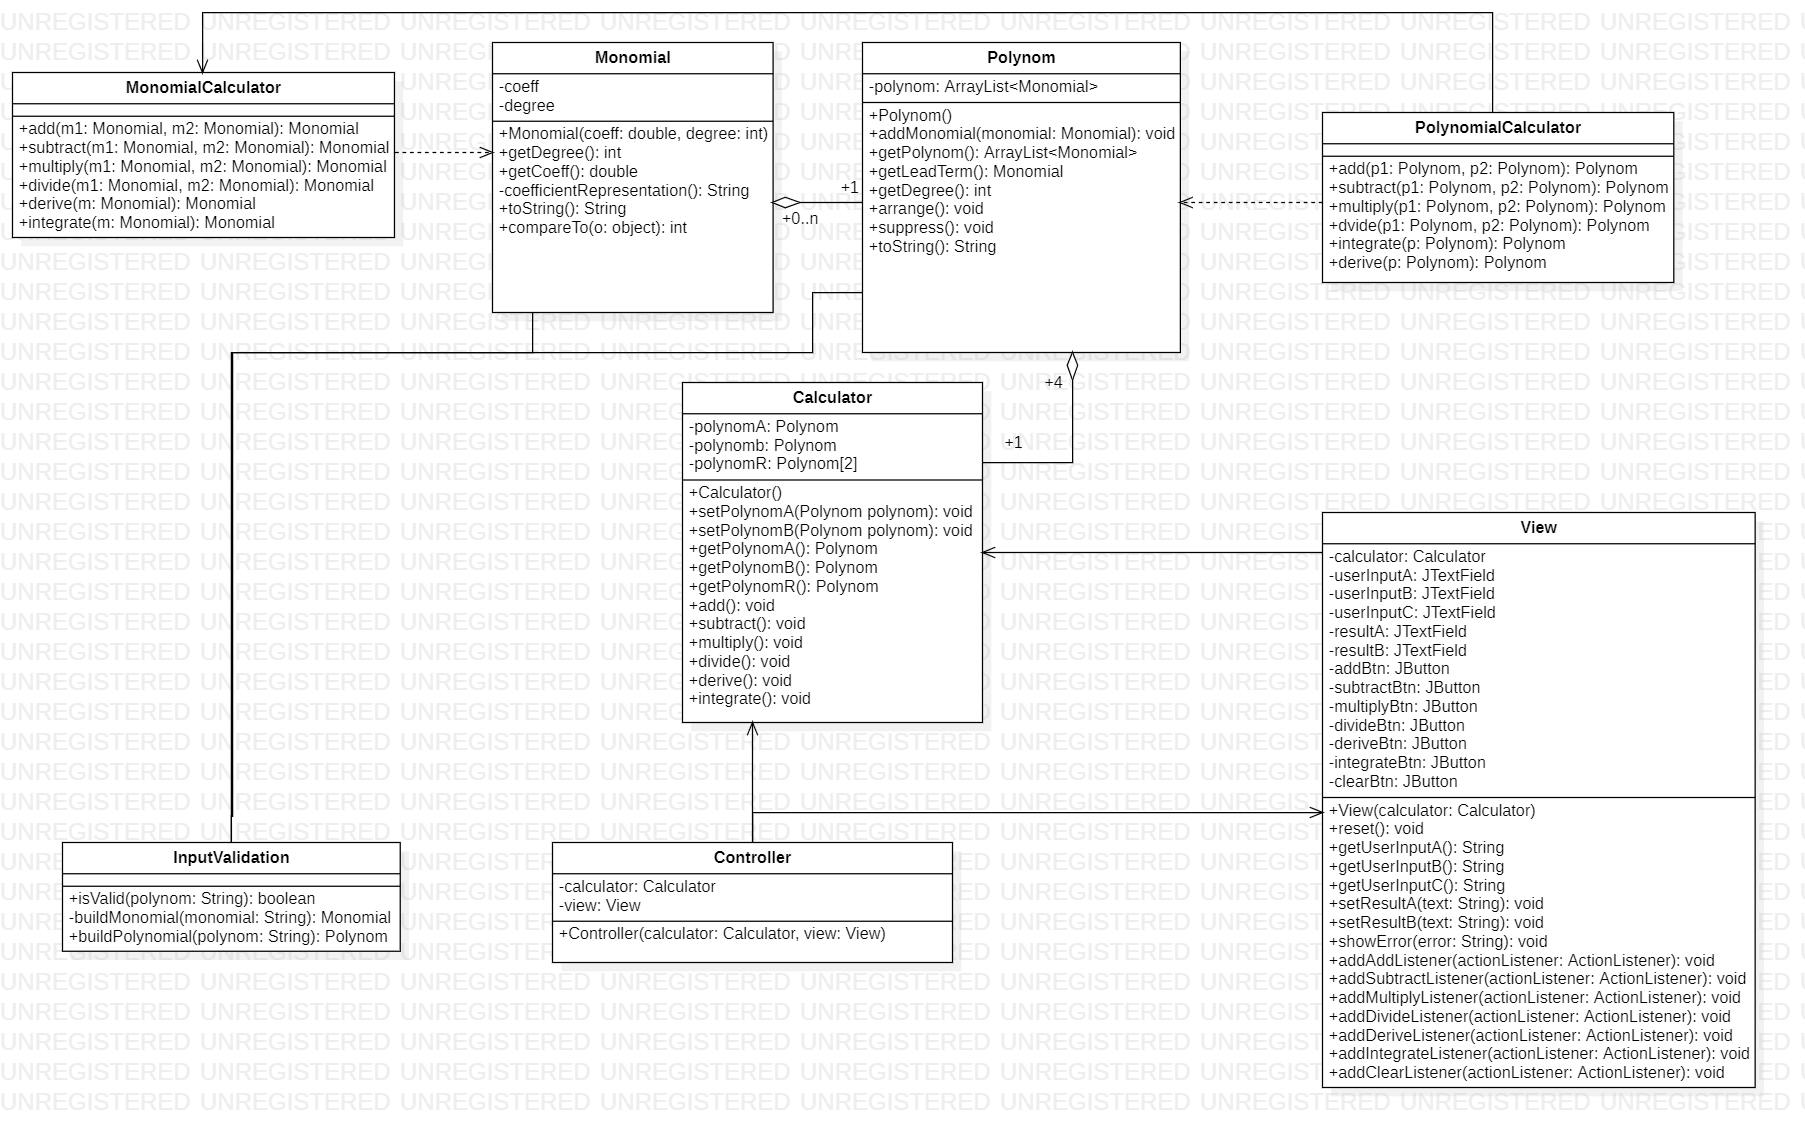 MonomialCalculator
+add(m1: Monomial, m2: Monomial): Monomial
+subtract(m1: Monomial, m2: Monomial): Monomial
+multiply(m1: Monomial, m2: Monomial): Monomial
+divide(m1: Monomial, m2: Monomial): Monomial
+derive(m: Monomial): Monomial
+integrate(m: Monomial): Monomial
Monomial
-coeff
-degree
+Monomial(coeff: double, degree: int)
+getDegree(): int
+getCoeff(): double
-coefficientRepresentation(): String
+toString(): String
+compareTo(o: object): int
+1
+0..n
Polynom
-polynom: ArrayList<Monomial>
+Polynom()
+addMonomial(monomial: Monomial): void
+getPolynom(): ArrayList<Monomial>
+getLeadTerm(): Monomial
+getDegree(): int
+arrange(): void
+suppress(): void
+toString(): String
PolynomialCalculator
+add(p1: Polynom, p2: Polynom): Polynom
+subtract(p1: Polynom, p2: Polynom): Polynom
+multiply(p1: Polynom, p2: Polynom): Polynom
+dvide(p1: Polynom, p2: Polynom): Polynom
+integrate(p: Polynom): Polynom
+derive(p: Polynom): Polynom
+4
+1
Calculator
-polynomA: Polynom
-polynomb: Polynom
-polynomR: Polynom[2]
+Calculator()
+setPolynomA(Polynom polynom): void
+setPolynomB(Polynom polynom): void
+getPolynomA(): Polynom
+getPolynomB(): Polynom
+getPolynomR(): Polynom
+add(): void
+subtract(): void
+multiply(): void
+divide(): void
+derive(): void
+integrate(): void
View
-calculator: Calculator
-userInputA: JTextField
-userInputB: JTextField
-userInputC: JTextField
-resultA: JTextField
-resultB: JTextField
-addBtn: JButton
-subtractBtn: JButton
-multiplyBtn: JButton
-divideBtn: JButton
-deriveBtn: JButton
-integrateBtn: JButton
-clearBtn: JButton
+View(calculator: Calculator)
+reset(): void
+getUserInputA(): String
+getUserInputB(): String
+getUserInputC(): String
+setResultA(text: String): void
+setResultB(text: String): void
+showError(error: String): void
+addAddListener(actionListener: ActionListener): void
+addSubtractListener(actionListener: ActionListener): void
+addMultiplyListener(actionListener: ActionListener): void
+addDivideListener(actionListener: ActionListener): void
+addDeriveListener(actionListener: ActionListener): void
+addIntegrateListener(actionListener: ActionListener): void
+addClearListener(actionListener: ActionListener): void
InputValidation
+isValid(polynom: String): boolean
-buildMonomial(monomial: String): Monomial
+buildPolynomial(polynom: String): Polynom
Controller
-calculator: Calculator
-view: View
+Controller(calculator: Calculator, view: View)
UNREGISTERED